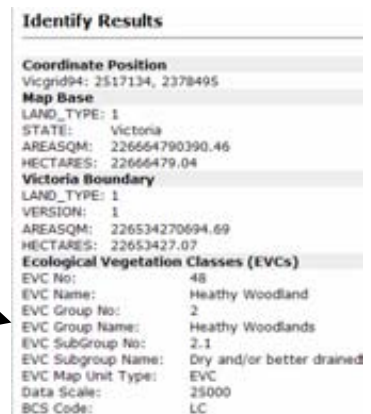 Identify Results
Coordinate Position
Vicgrid94: 2517134, 2378495
Map Base
LAND_TYPE: 1
STATE: Victoria
AREASQM: 226664790390.46
HECTARES: 22666479.04
Victoria Boundary
LAND_TYPE: 1
VERSION: 1
AREASQM: 226534270694.69
HECTARES: 22653427.07
Ecological Vegetation Classes (EVCs)
EVC No: 48
EVC Name: Heathy Woodland
EVC Group No: 2
EVC Group Name: Heathy Woodlands
EVC SubGroup No: 2.1
EVC Subgroup Name: Dry and/or better drained
EVC Map Unit Type: EVC
Data Scale: 25000
BCS Code: LC